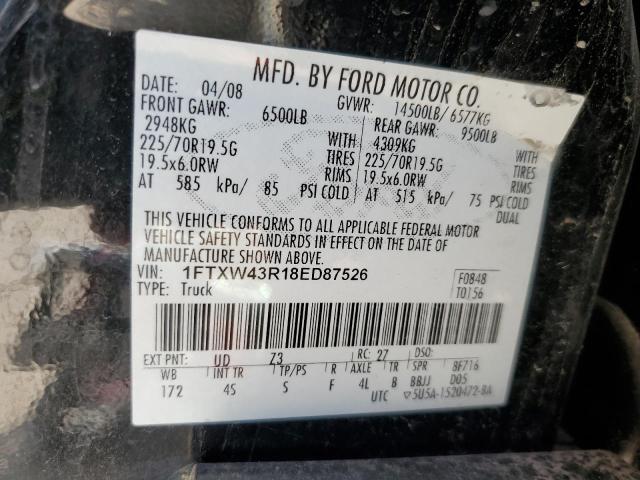 MFD. BY FORD MOTOR CO.
DATE: 04/08 GVWR: 14500LB/ 6577KG
FRONT GAWR: 6500LB REAR GAWR: 9500LB
2948KG WITH 4309KG WITH
225/70R19.5G TIRES 225/70R19.5G TIRES
19.5x6.0RW RIMS 19.5x6.0RW RIMS
AT 585 kPa/ 85 PSI COLD AT 515 kPa/ 75 PSI COLD
DUAL
THIS VEHICLE CONFORMS TO ALL APPLICABLE FEDERAL MOTOR
VEHICLE SAFETY STANDARDS IN EFFECT ON THE DATE OF
MANUFACTURE SHOWN ABOVE.
VIN: 1FTXW43R18ED87526 F0848
TYPE: Truck T0156
EXT PNT: UD Z3 RC: 27 DSO:
WB INT TR TP/PS R AXLE TR SPR 8F716
172 4S S F 4L B BBJJ D05
UTC ▽5U5A-1520472-BA